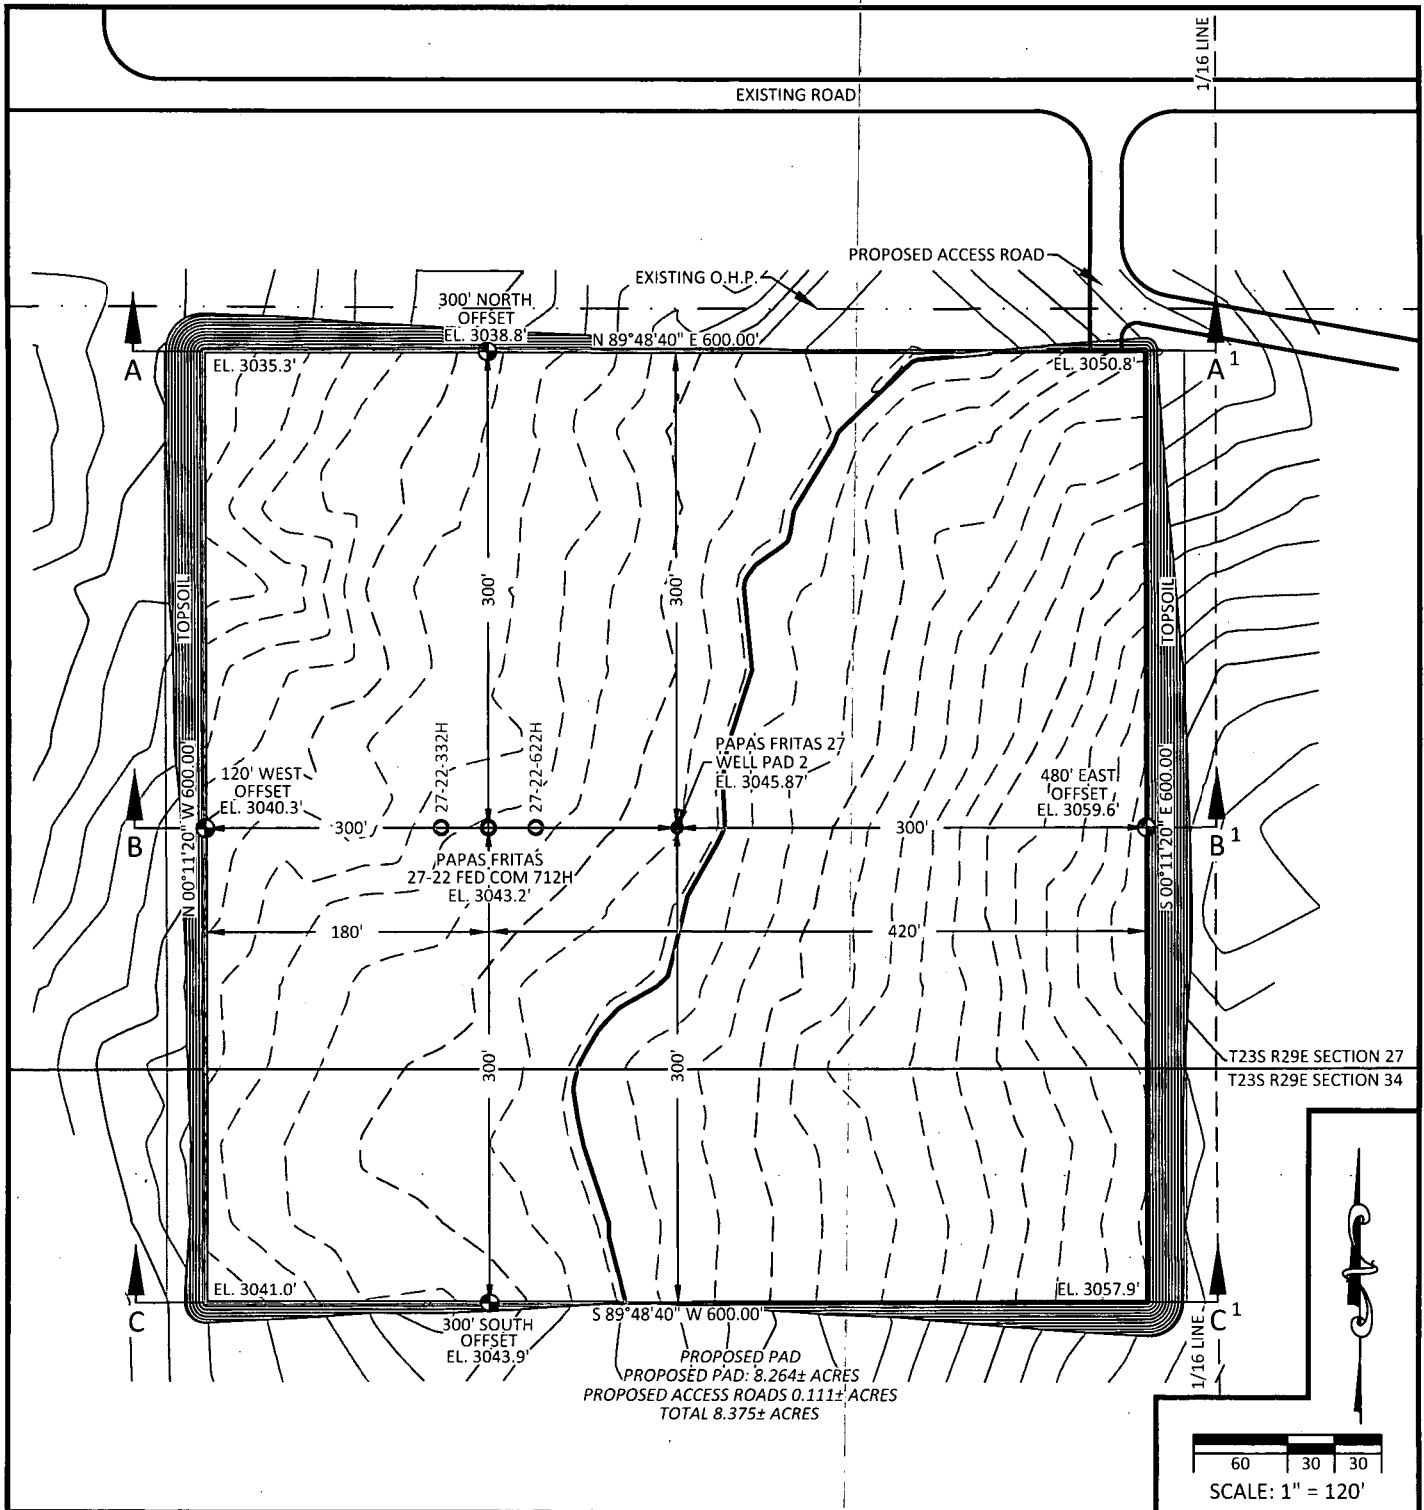 1/16 LINE
EXISTING ROAD
PROPOSED ACCESS ROAD
EXISTING O.H.P.
300' NORTH
OFFSET
EL. 3038.8'
N 89°48'40" E 600.00'
A
EL. 3035.3'
EL. 3050.8'
A 1
300'
300'
TOPSOIL
TOPSOIL
27-22-332H
27-22-622H
PAPAS FRITAS 27
WELL PAD 2
EL. 3045.87'
120' WEST
OFFSET
EL. 3040.3'
480' EAST
OFFSET
EL. 3059.6'
N 00°11'20" W 600.00'
S 00°11'20" E 600.00'
B
300'
300'
B 1
PAPAS FRITAS
27-22 FED COM 712H
EL. 3043.2'
180'
420'
300'
300'
T23S R29E SECTION 27
T23S R29E SECTION 34
EL. 3041.0'
EL. 3057.9'
C
S 89°48'40" W 600.00'
C 1
300' SOUTH
OFFSET
EL. 3043.9'
1/16 LINE
PROPOSED PAD
PROPOSED PAD: 8.264± ACRES
PROPOSED ACCESS ROADS 0.111± ACRES
TOTAL 8.375± ACRES
60 30 30
SCALE: 1" = 120'